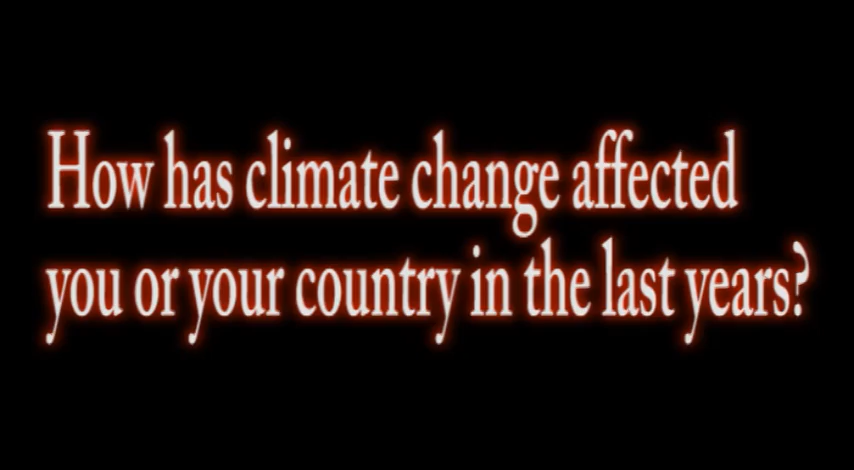 How has climate change affected
you or your country in the last years?